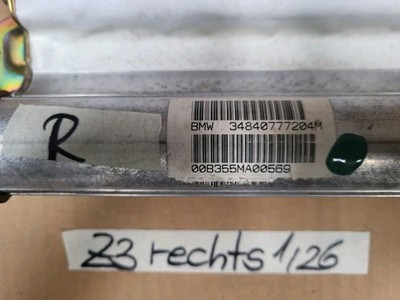 R
BMW 34840777204M
00B355MA00569
Z3 rechts 1,26